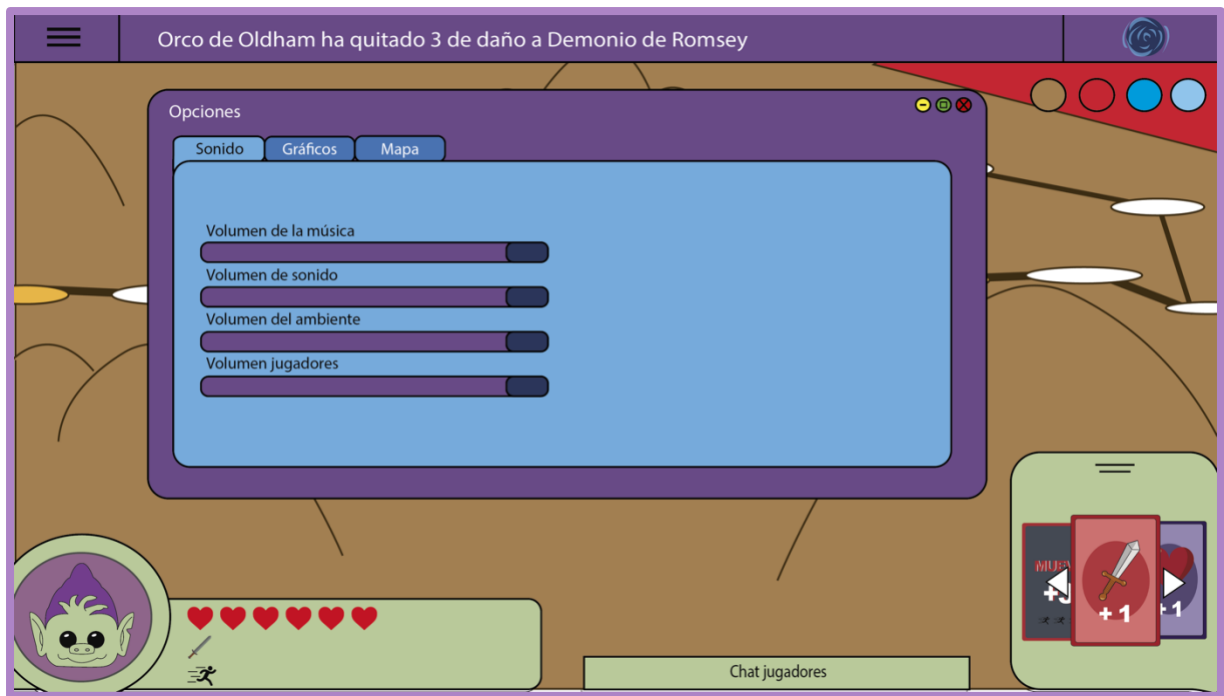 Orco de Oldham ha quitado 3 de daño a Demonio de Romsey
Opciones
Sonido Gráficos Mapa
Volumen de la música
Volumen de sonido
Volumen del ambiente
Volumen jugadores
+1
+1
Chat jugadores